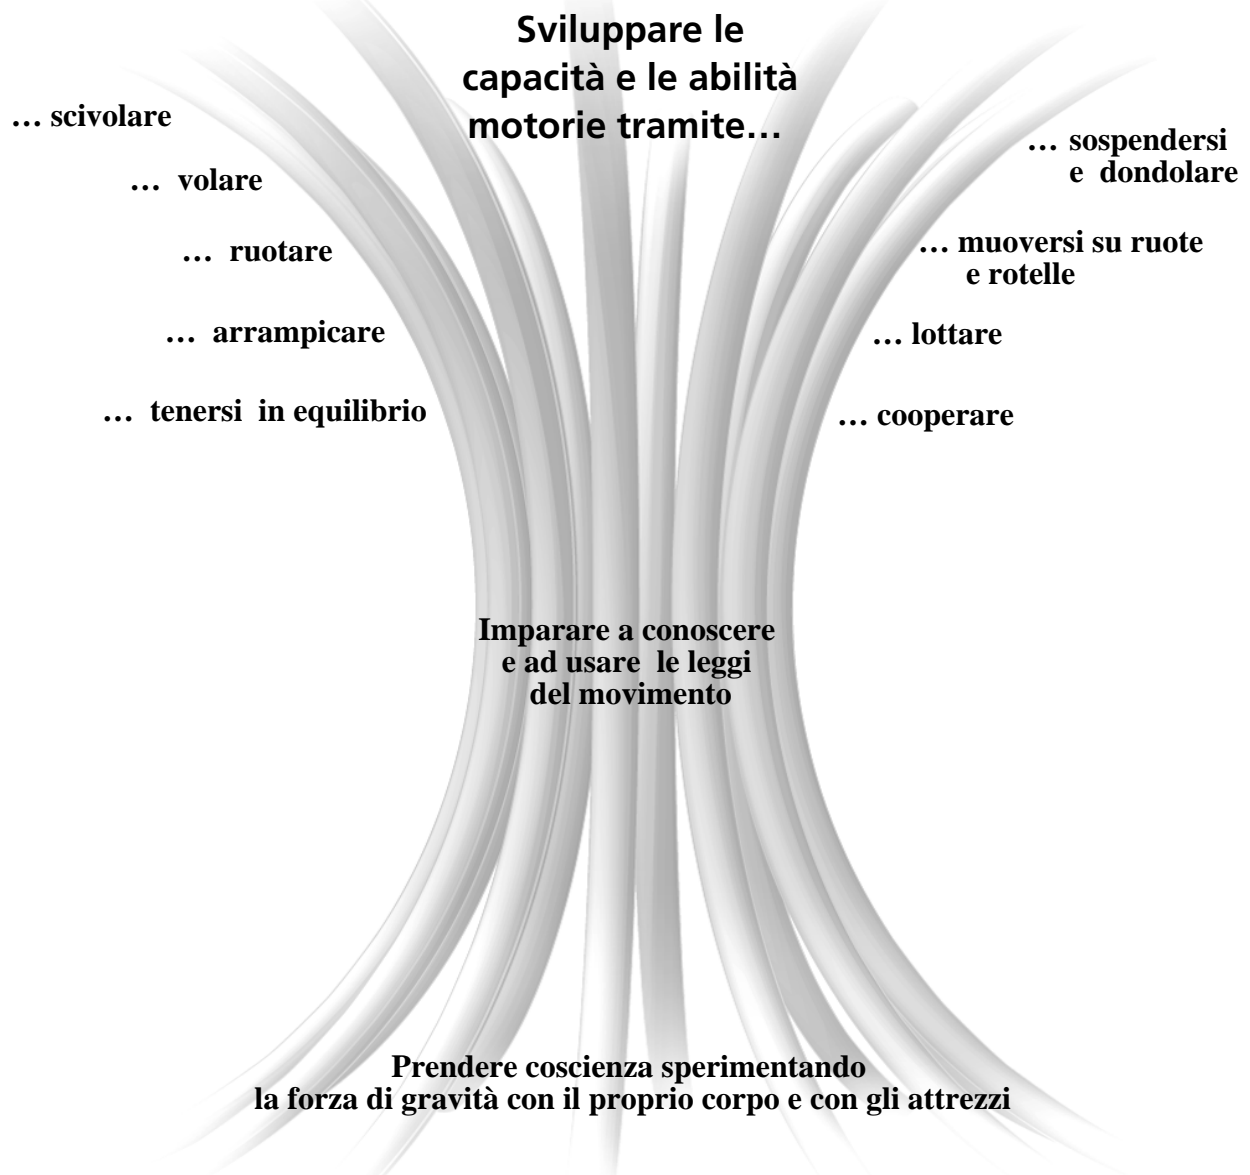 Sviluppare le
capacità e le abilità
motorie tramite…
… scivolare
… volare
… ruotare
… arrampicare
… tenersi in equilibrio
… sospendersi
e dondolare
… muoversi su ruote
e rotelle
… lottare
… cooperare
Imparare a conoscere
e ad usare le leggi
del movimento
Prendere coscienza sperimentando
la forza di gravità con il proprio corpo e con gli attrezzi